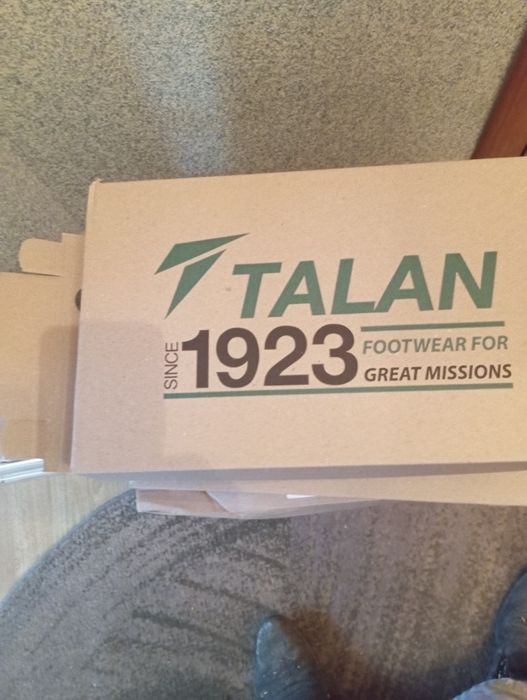 TALAN
SINCE 1923
FOOTWEAR FOR
GREAT MISSIONS